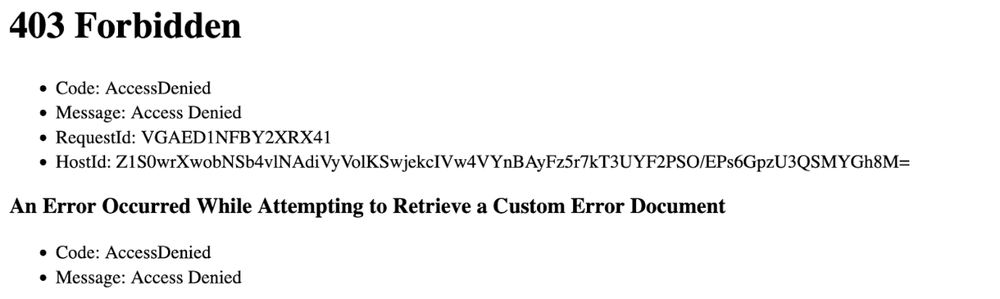 403 Forbidden
Code: AccessDenied
Message: Access Denied
RequestId: VGAED1NFBY2XRX41
HostId: Z1S0wrXwobNSb4vlNAdiVyVolKSwjekcIVw4VYnBAyFz5r7kT3UYF2PSO/EPs6GpzU3QSMYGh8M=
An Error Occurred While Attempting to Retrieve a Custom Error Document
Code: AccessDenied
Message: Access Denied